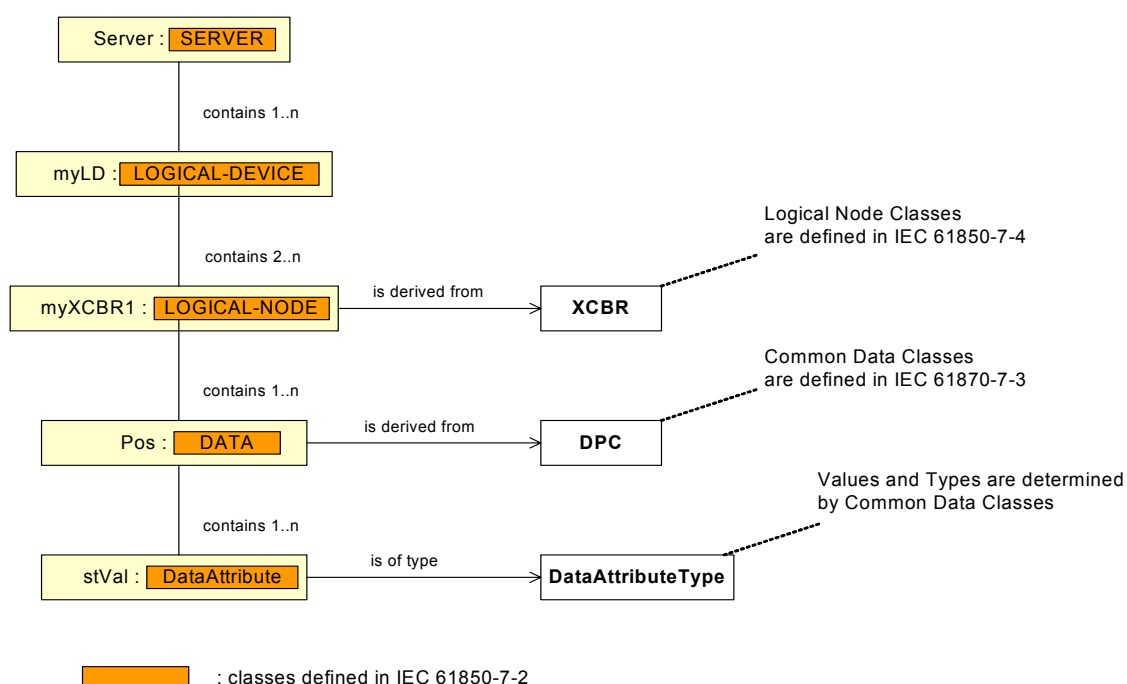 Server : SERVER
contains 1..n
myLD : LOGICAL-DEVICE
Logical Node Classes
are defined in IEC 61850-7-4
contains 2..n
myXCBR1 : LOGICAL-NODE
is derived from
XCBR
Common Data Classes
are defined in IEC 61870-7-3
contains 1..n
Pos : DATA
is derived from
DPC
Values and Types are determined
by Common Data Classes
contains 1..n
stVal : DataAttribute
is of type
DataAttributeType
: classes defined in IEC 61850-7-2